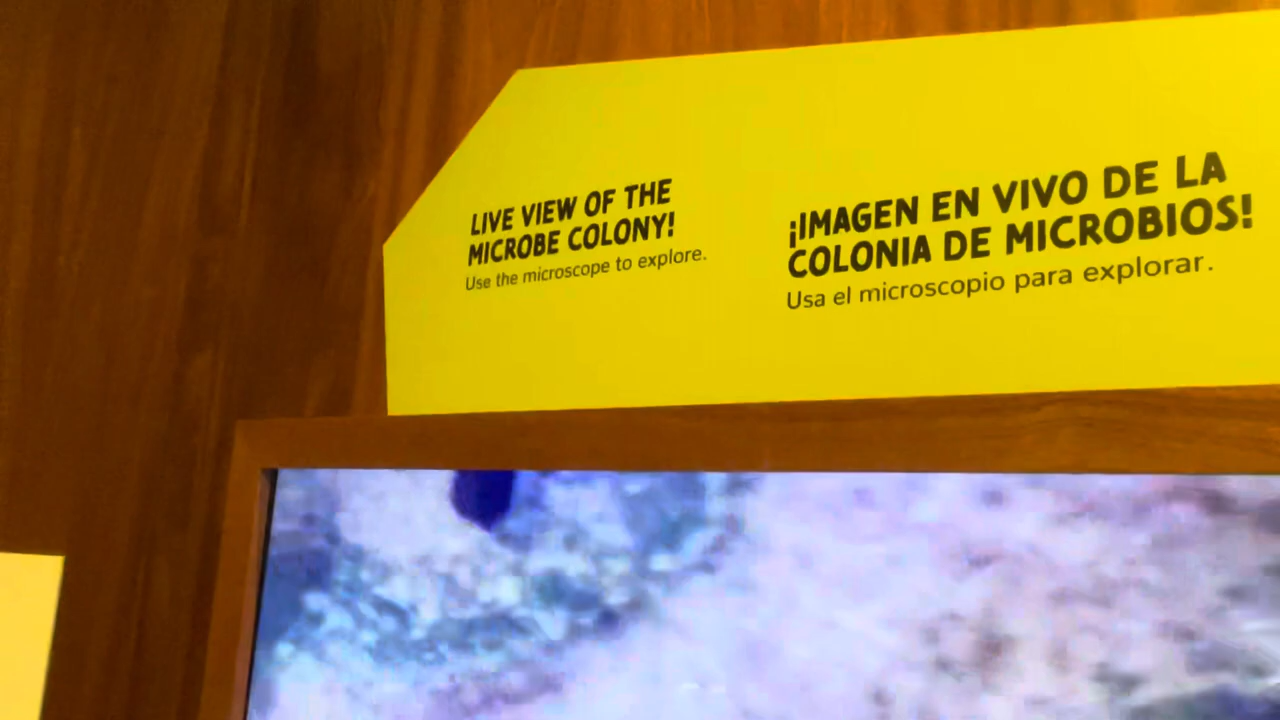 LIVE VIEW OF THE
MICROBE COLONY!
Use the microscope to explore.
¡IMAGEN EN VIVO DE LA
COLONIA DE MICROBIOS!
Usa el microscopio para explorar.